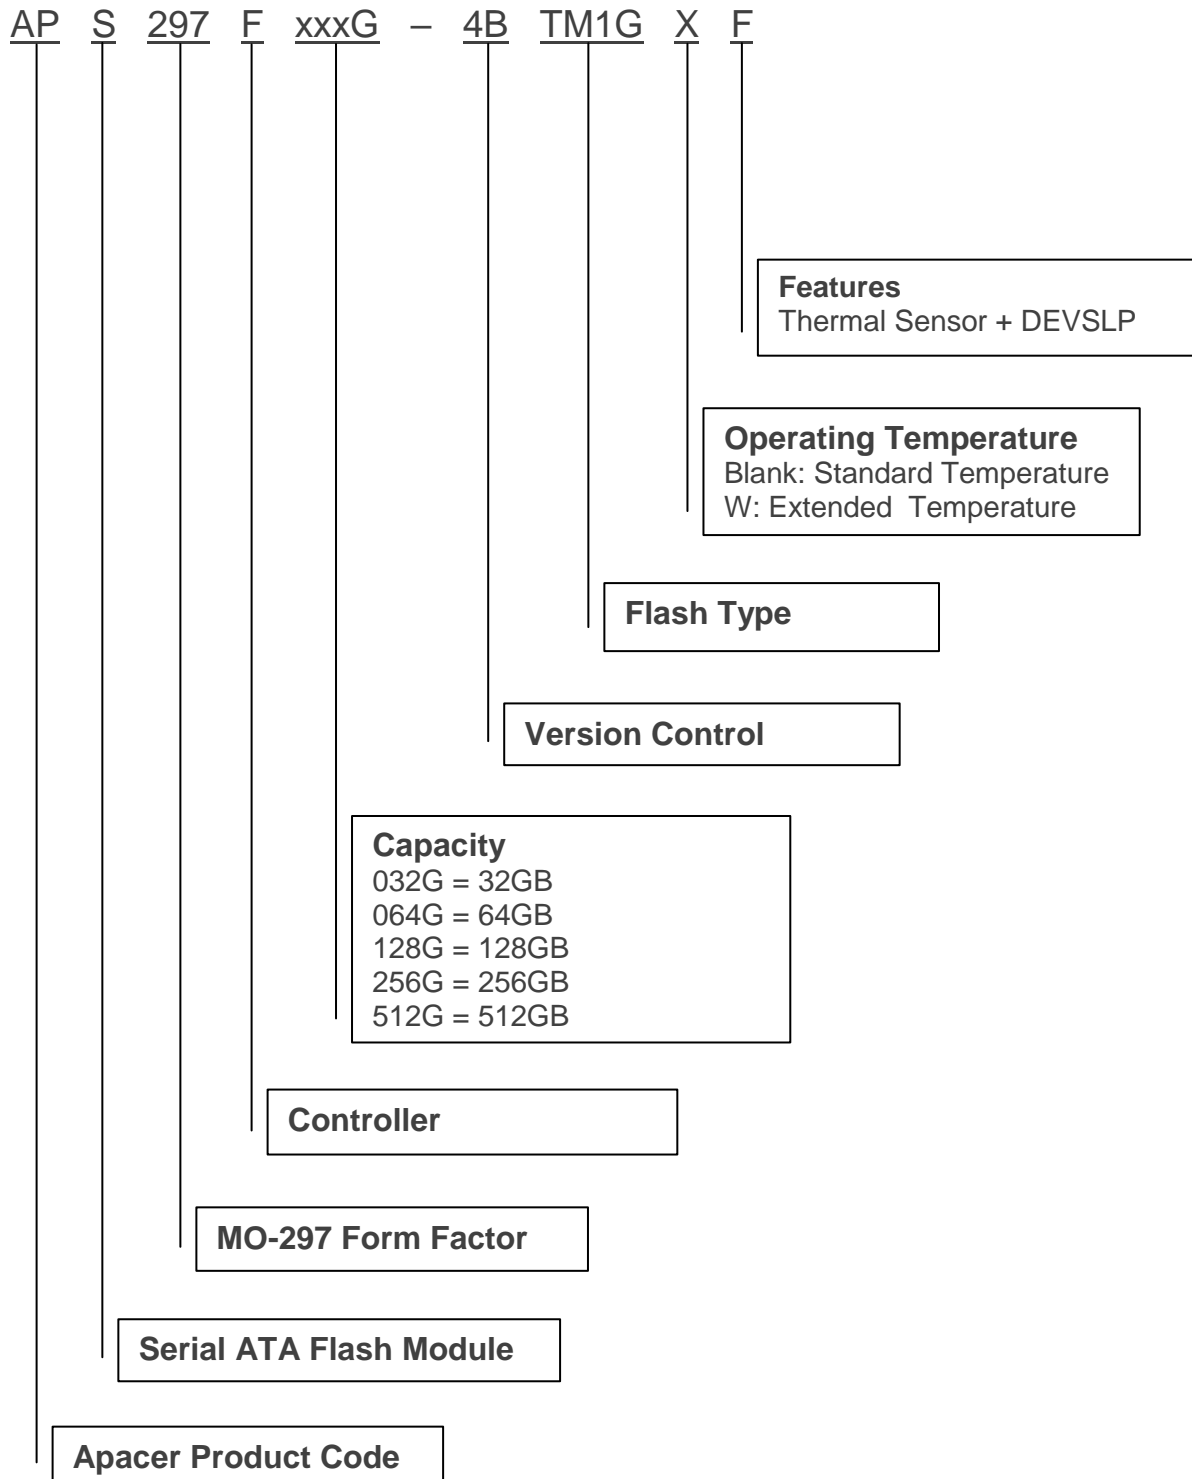 AP S 297 F xxxG – 4B TM1G X F
Features
Thermal Sensor + DEVSLP
Operating Temperature
Blank: Standard Temperature
W: Extended Temperature
Flash Type
Version Control
Capacity
032G = 32GB
064G = 64GB
128G = 128GB
256G = 256GB
512G = 512GB
Controller
MO-297 Form Factor
Serial ATA Flash Module
Apacer Product Code